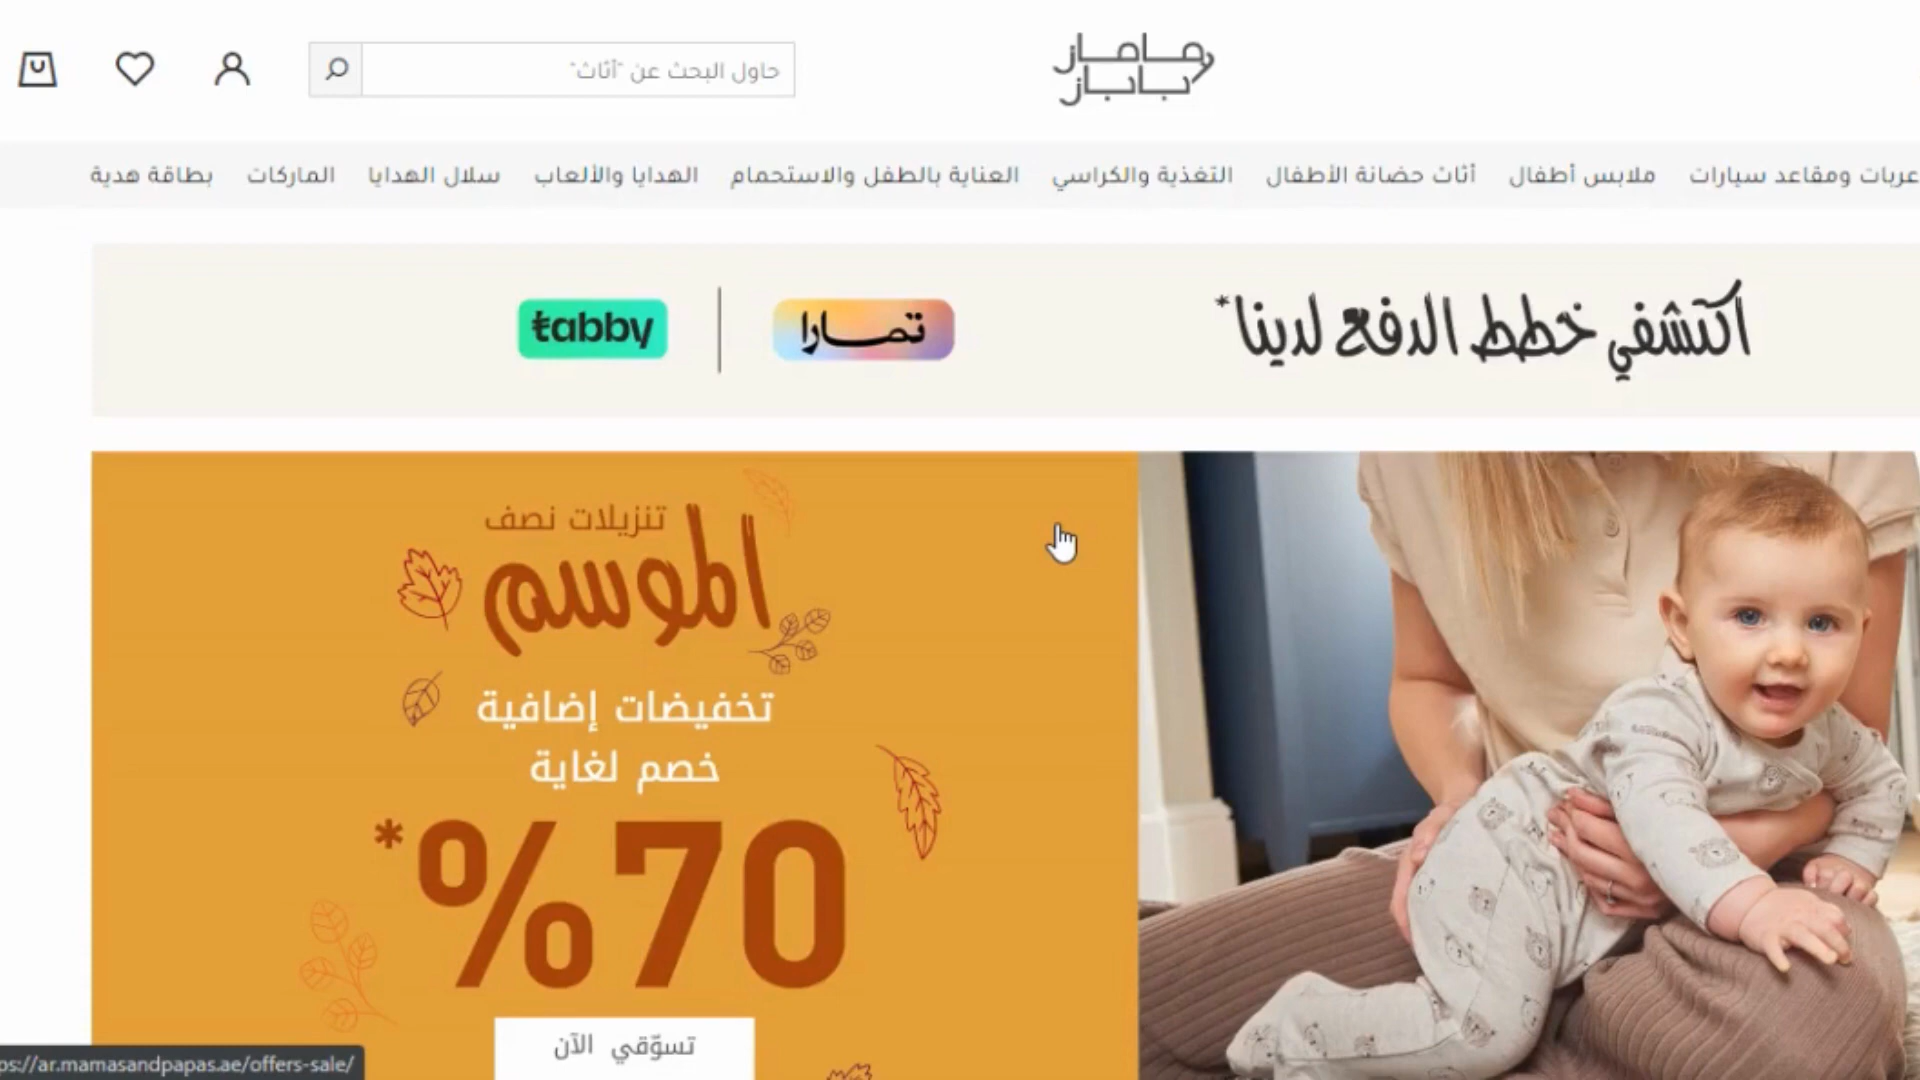 ماماز
باباز
حاول البحث عن "أثاث"
عربات ومقاعد سيارات
ملابس أطفال
أثاث حضانة الأطفال
التغذية والكراسي
العناية بالطفل والاستحمام
الهدايا والألعاب
سلال الهدايا
الماركات
بطاقة هدية
اكتشفي خطط الدفع لدينا*
تمارا
tabby
تنزيلات نصف
الموسم
تخفيضات إضافية
خصم لغاية
70%*
تسوّقي الآن
ps://ar.mamasandpapas.ae/offers-sale/